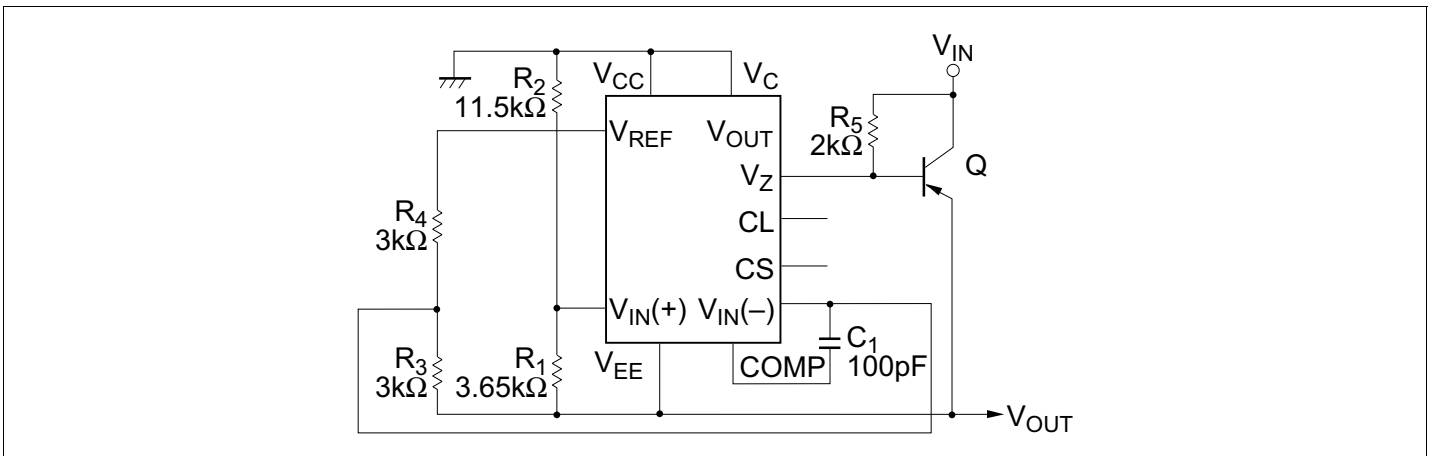 V_IN
V_CC
V_C
R_2
11.5kΩ
V_REF
V_OUT
R_5
2kΩ
Q
V_Z
R_4
3kΩ
CL
CS
V_IN(+)
V_IN(–)
R_3
3kΩ
R_1
3.65kΩ
V_EE
COMP
C_1
100pF
V_OUT